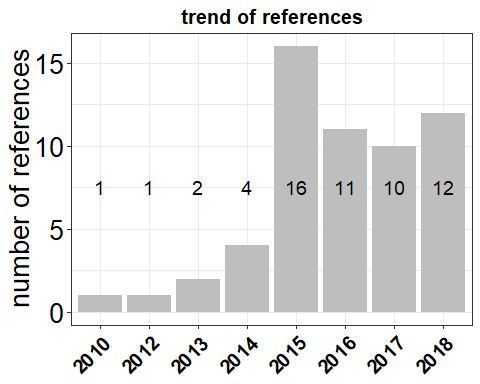 trend of references
number of references
15
10
5
0
1 1 2 4 16 11 10 12
2010 2012 2013 2014 2015 2016 2017 2018